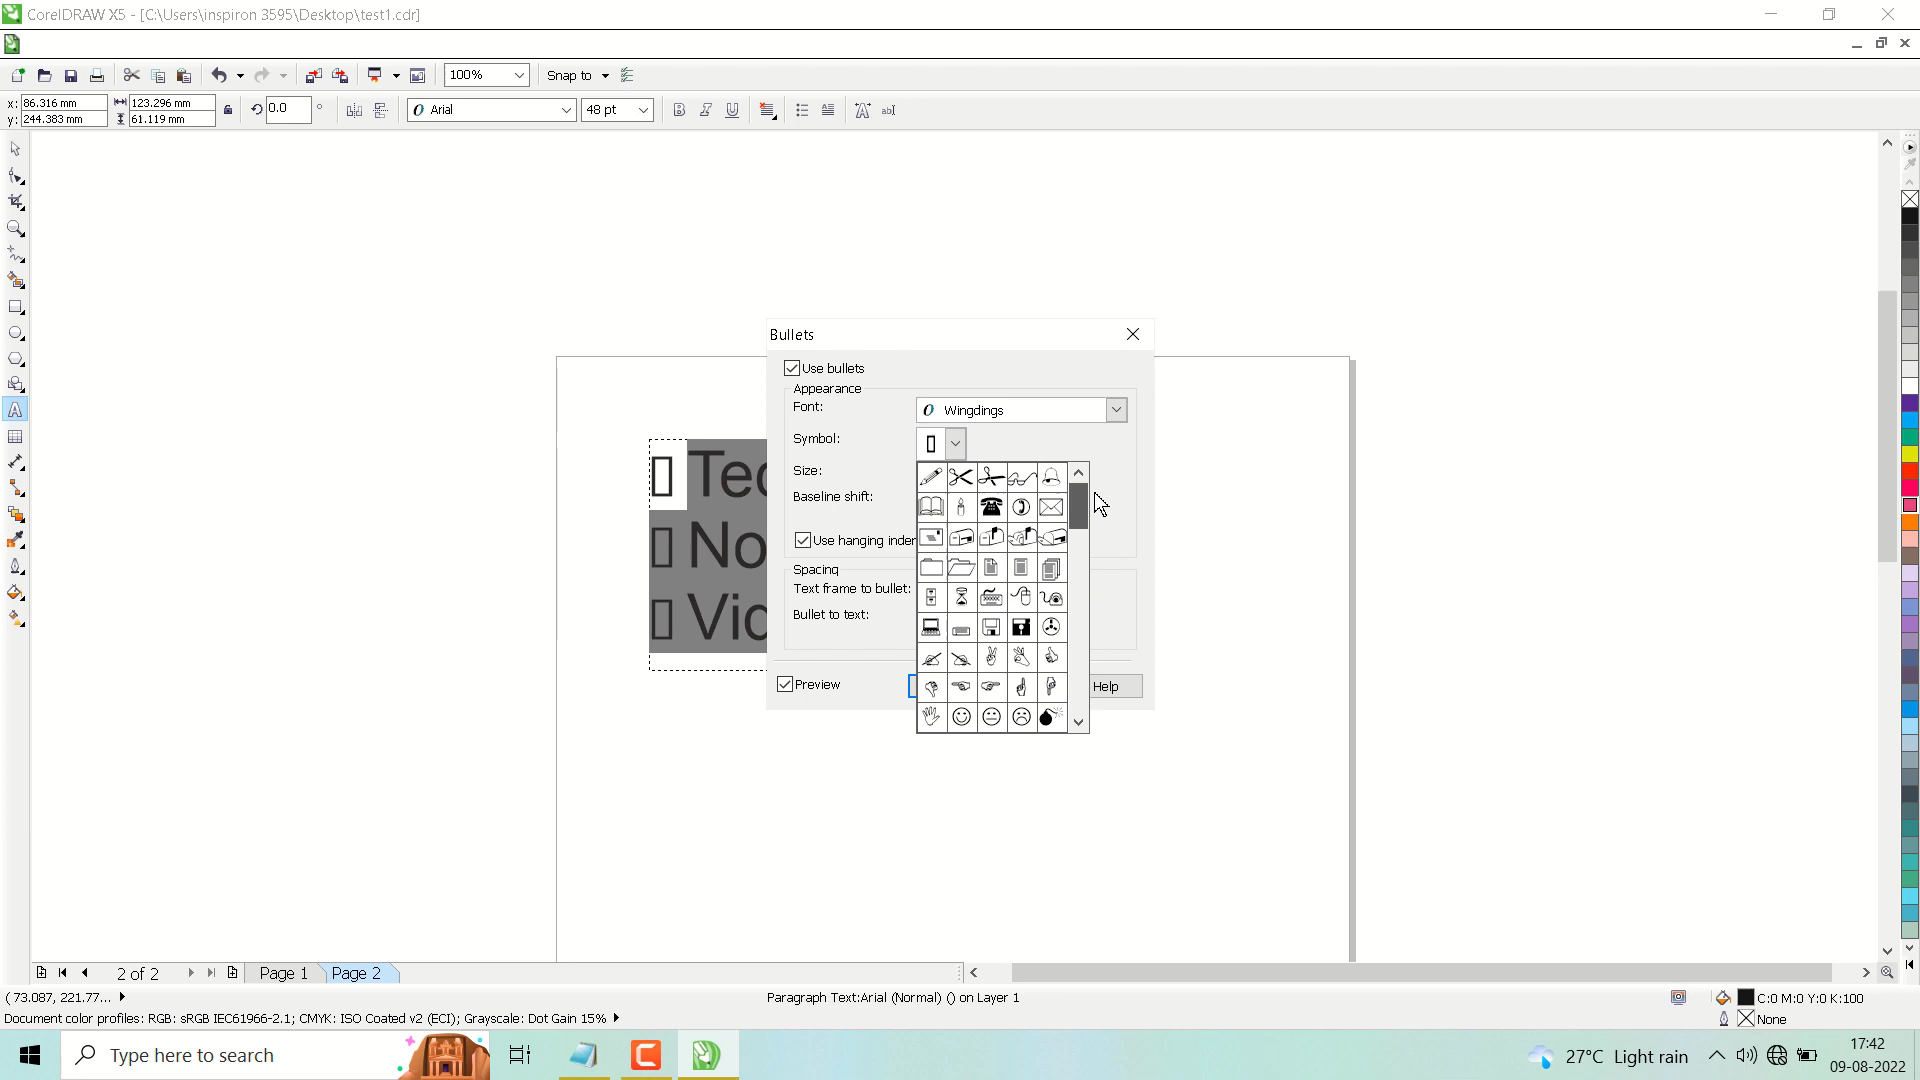 CorelDRAW X5 - [C:\Users\inspiron 3595\Desktop\test1.cdr]
100%
Snap to
x: 86.316 mm
y: 244.383 mm
123.296 mm
61.119 mm
0.0 °
O Arial
48 pt
B I U
A ab
Bullets
Use bullets
Appearance
Font:
O Wingdings
Symbol:
Size:
Baseline shift:
Use hanging inden
Spacing
Text frame to bullet:
Bullet to text:
Preview
Help
Tec
No
Vid
2 of 2
Page 1
Page 2
( 73.087, 221.77...
Paragraph Text:Arial (Normal) () on Layer 1
C:0 M:0 Y:0 K:100
Document color profiles: RGB: sRGB IEC61966-2.1; CMYK: ISO Coated v2 (ECI); Grayscale: Dot Gain 15%
None
Type here to search
27°C Light rain
17:42
09-08-2022